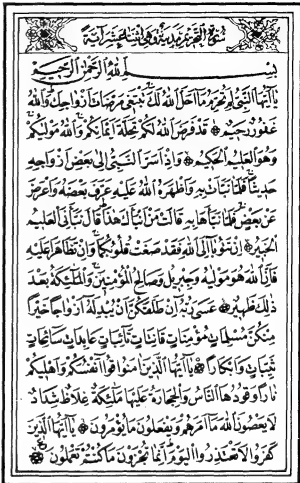 سورة التحريم مدنية وهي اثنتا عشرة آية
بسم الله الرحمن الرحيم
يا أيها النبي لم تحرم ما أحل الله لك تبتغي مرضات أزواجك والله
غفور رحيم قد فرض الله لكم تحلة أيمانكم والله موليكم
وهو العليم الحكيم وإذ أسر النبي إلى بعض أزواجه
حديثا فلما نبأت به وأظهره الله عليه عرف بعضه وأعرض
عن بعض فلما نبأها به قالت من أنبأك هذا قال نبأني العليم
الخبير إن تتوبا إلى الله فقد صغت قلوبكما وإن تظاهرا عليه
فإن الله هو موليه وجبريل وصالح المؤمنين والملئكة بعد
ذلك ظهير عسى ربه إن طلقكن أن يبدله أزواجا خيرا
منكن مسلمات مؤمنات قانتات تائبات عابدات سائحات
ثيبات وأبكارا يا أيها الذين آمنوا قوا أنفسكم وأهليكم
نارا وقودها الناس والحجارة عليها ملئكة غلاظ شداد
لا يعصون الله ما أمرهم ويفعلون ما يؤمرون يا أيها الذين
كفروا لا تعتذروا اليوم إنما تجزون ما كنتم تعملون